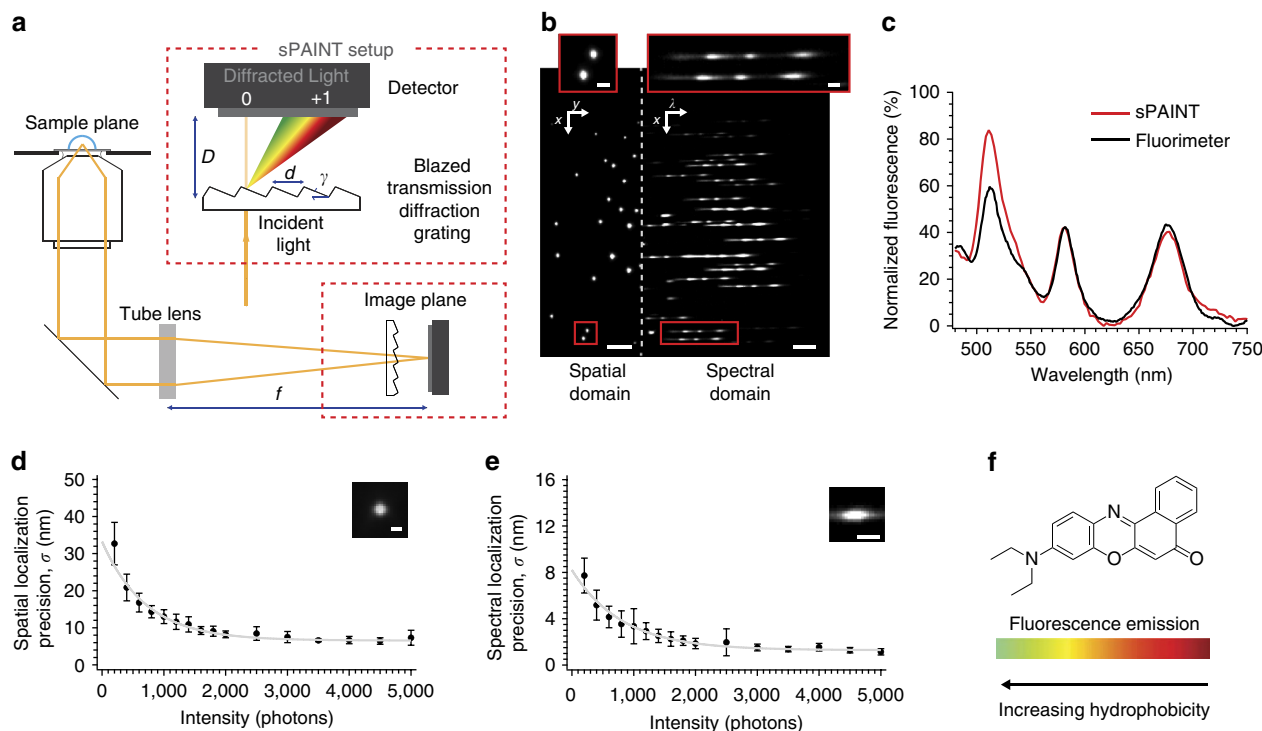 a
sPAINT setup
Diffracted Light
0
+1
Detector
Sample plane
D
d
γ
Blazed
transmission
diffraction
grating
Incident
light
Tube lens
Image plane
f
b
y
x
λ
x
Spatial
domain
Spectral
domain
c
Normalized fluorescence (%)
100
80
60
40
20
0
sPAINT
Fluorimeter
500 550 600 650 700 750
Wavelength (nm)
d
Spatial localization
precision, σ (nm)
50
40
30
20
10
0
0 1,000 2,000 3,000 4,000 5,000
Intensity (photons)
e
Spectral localization
precision, σ (nm)
16
12
8
4
0
0 1,000 2,000 3,000 4,000 5,000
Intensity (photons)
f
N
N
O
O
Fluorescence emission
Increasing hydrophobicity